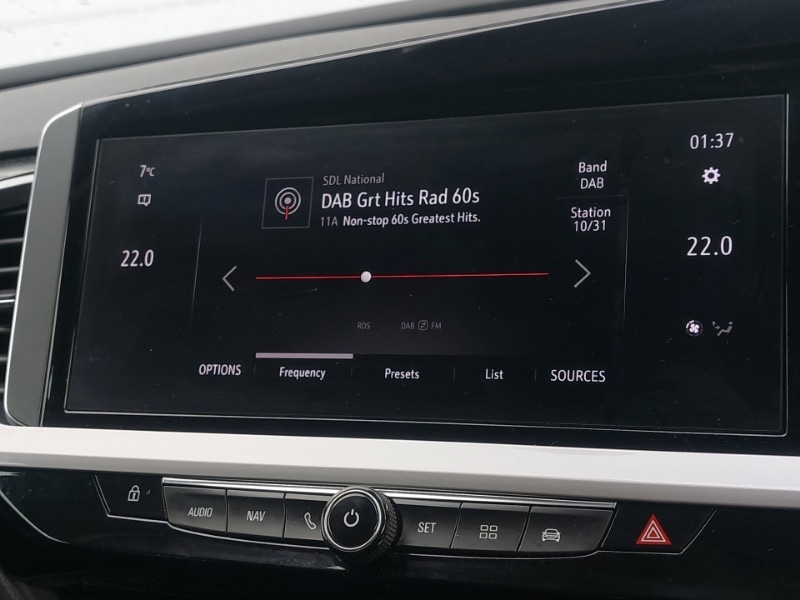 7°C
01:37
SDL National
DAB Grt Hits Rad 60s
11A Non-stop 60s Greatest Hits.
Band
DAB
Station
10/31
22.0
22.0
RDS DAB FM
OPTIONS Frequency Presets List SOURCES
AUDIO NAV SET